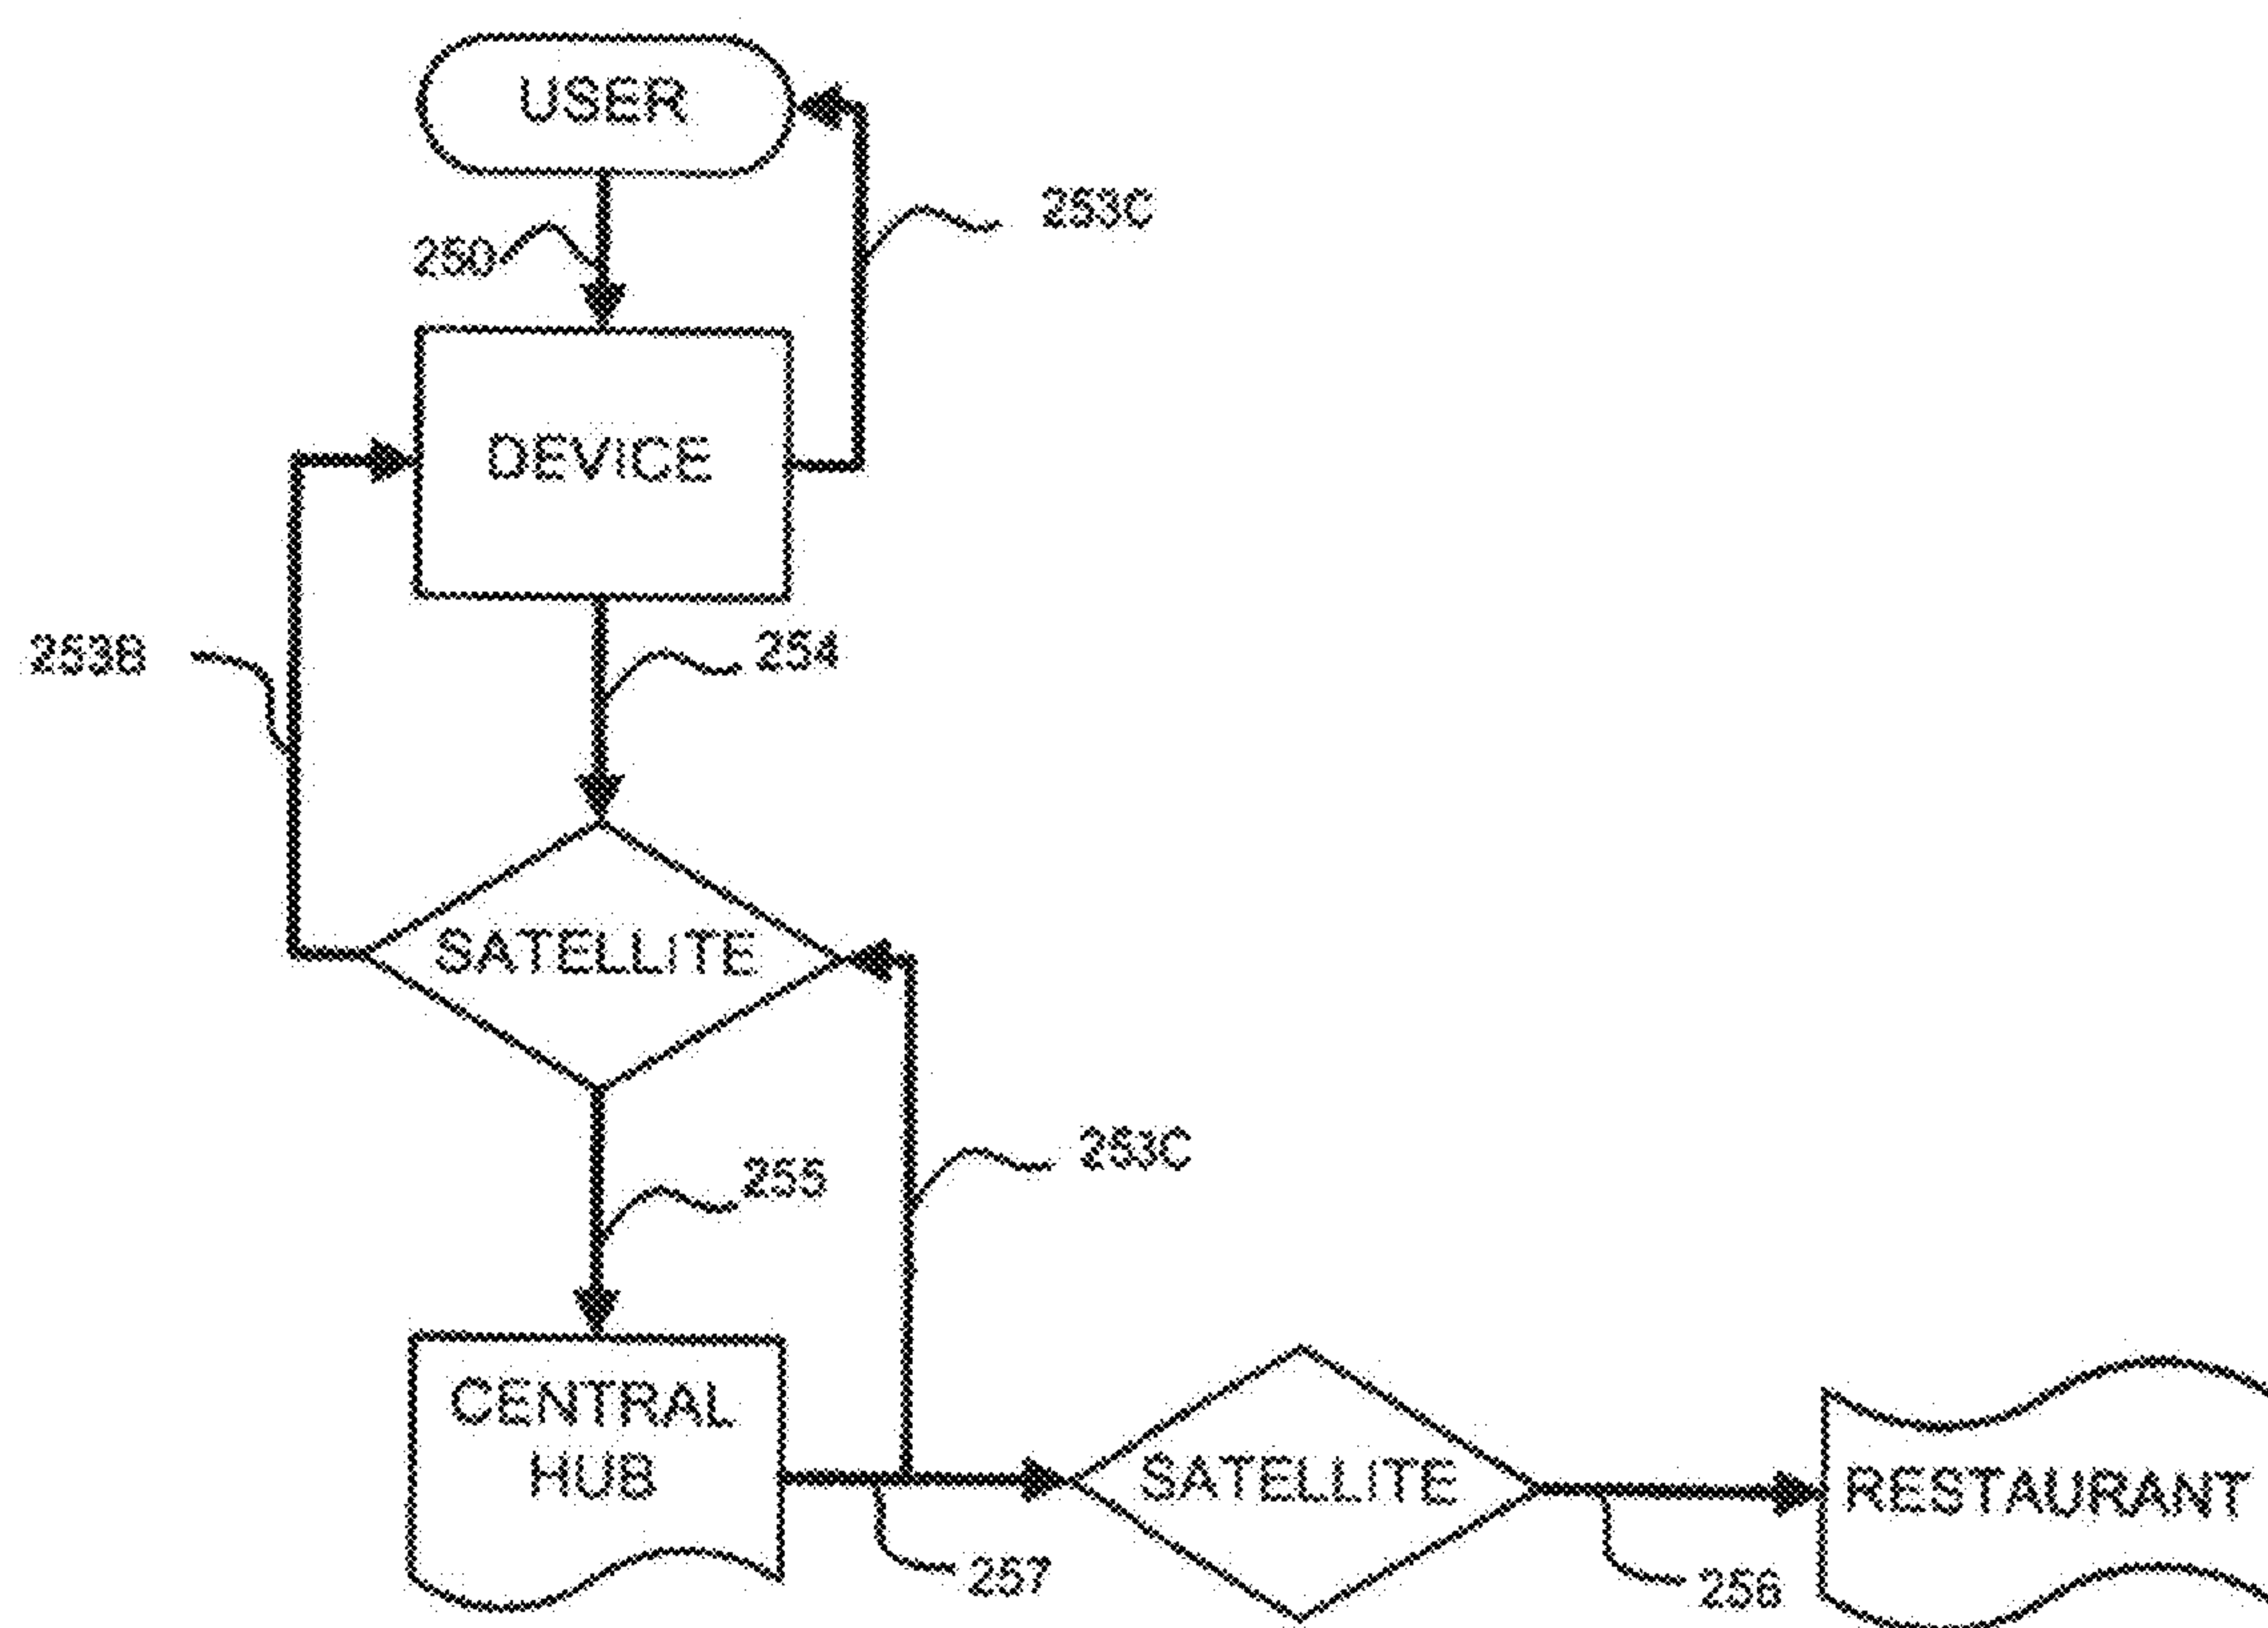 USER
253C
250
DEVICE
253B
254
SATELLITE
253C
255
CENTRAL
HUB
SATELLITE
RESTAURANT
257
256